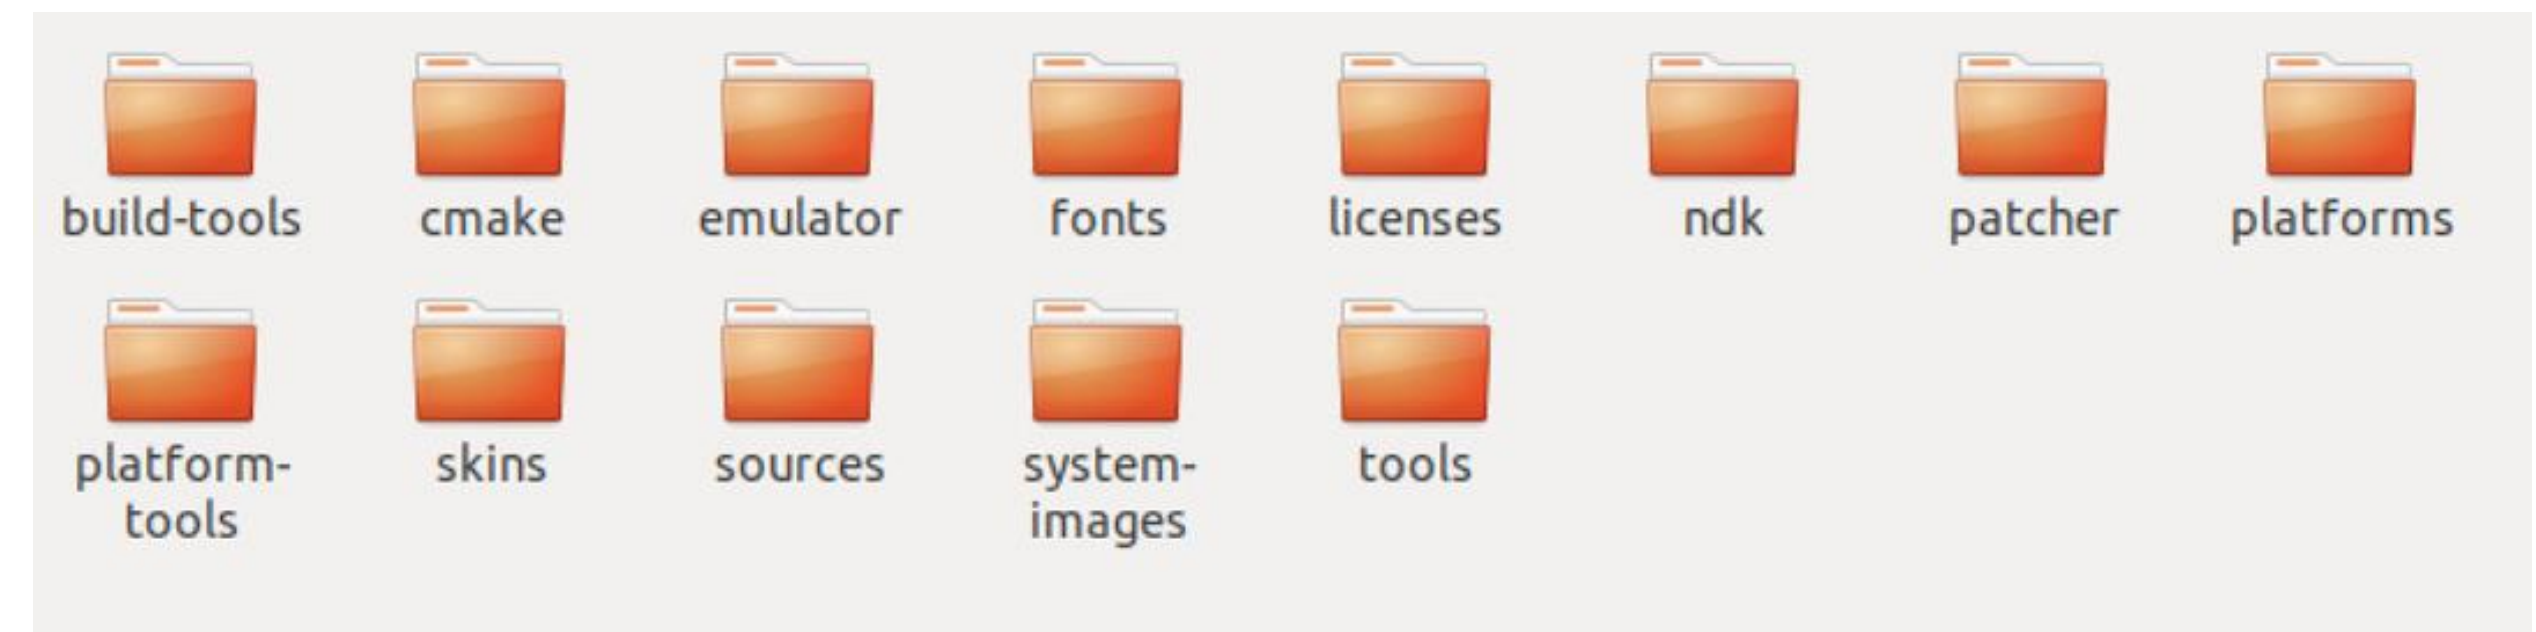 build-tools
cmake
emulator
fonts
licenses
ndk
patcher
platforms
platform-
tools
skins
sources
system-
images
tools